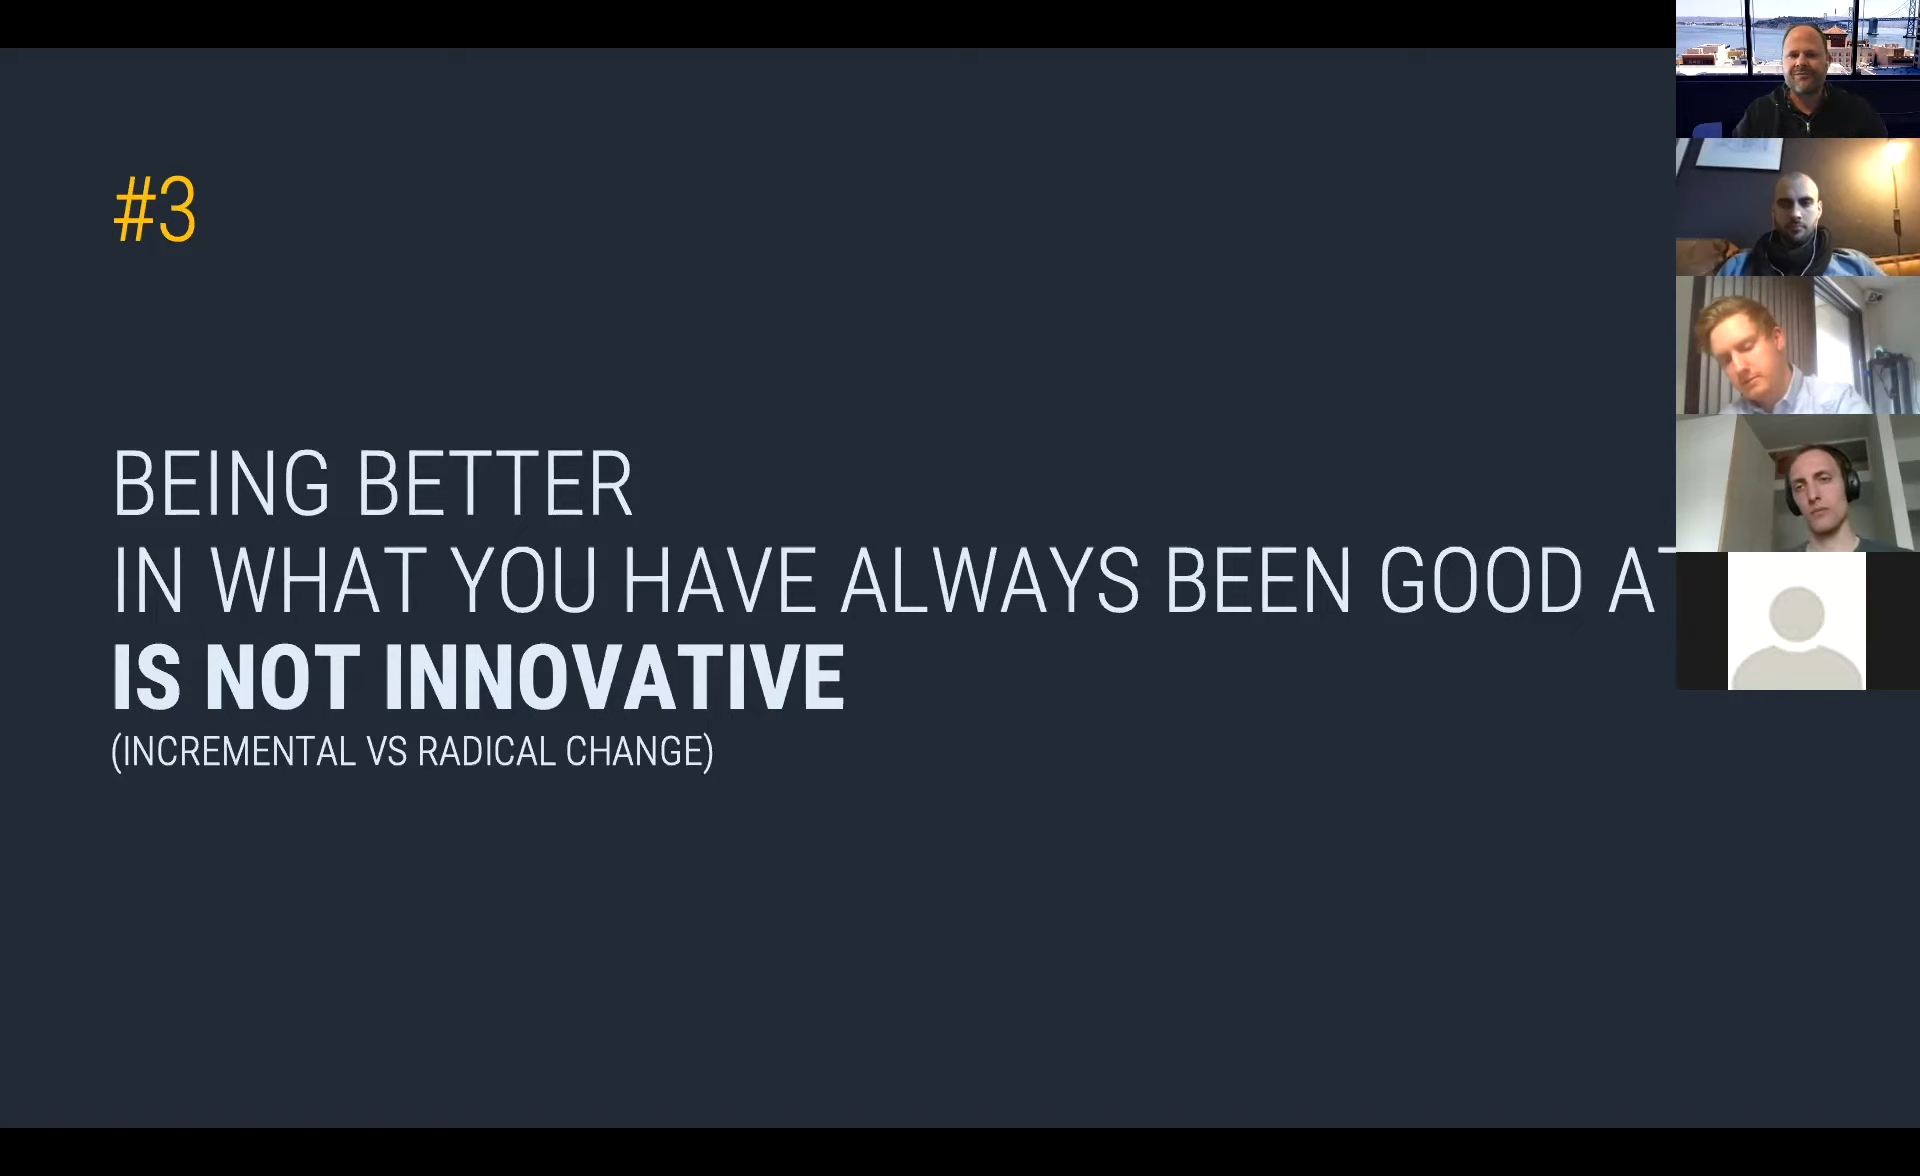 #3
BEING BETTER
IN WHAT YOU HAVE ALWAYS BEEN GOOD AT
IS NOT INNOVATIVE
(INCREMENTAL VS RADICAL CHANGE)